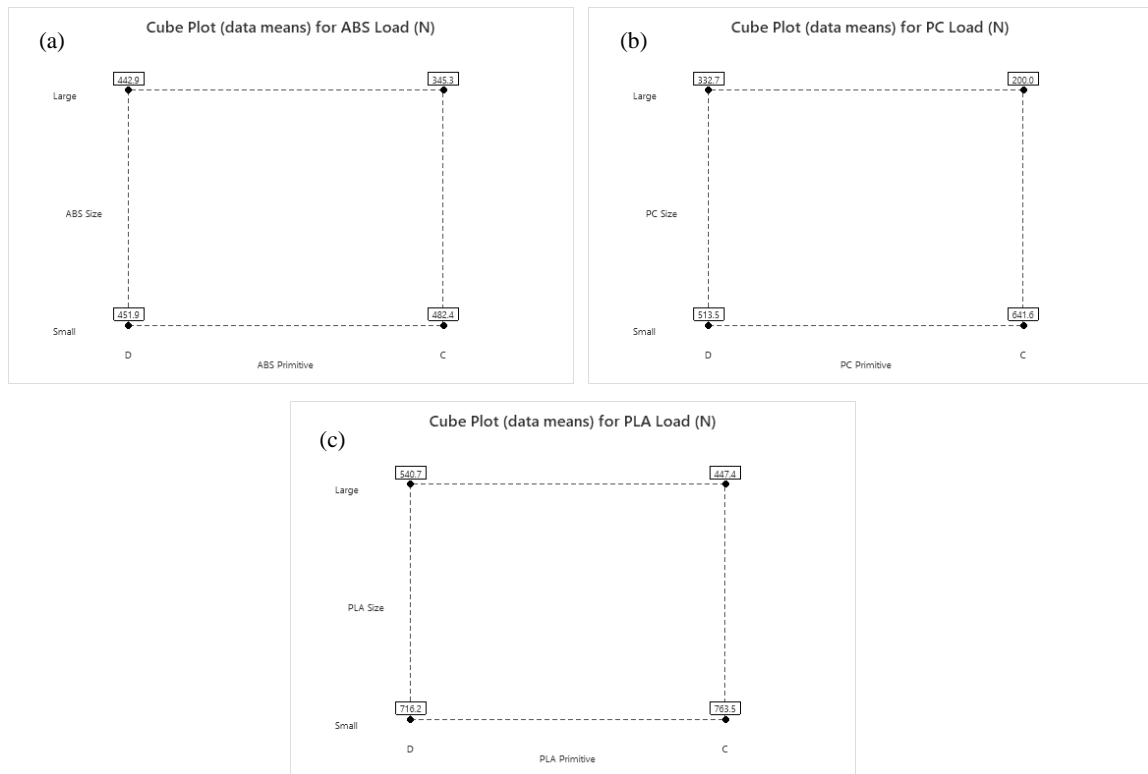 (a)
Cube Plot (data means) for ABS Load (N)
442.9
345.3
Large
ABS Size
451.9
482.4
Small
D
C
ABS Primitive
(b)
Cube Plot (data means) for PC Load (N)
332.7
200.0
Large
PC Size
513.5
641.6
Small
D
C
PC Primitive
(c)
Cube Plot (data means) for PLA Load (N)
540.7
447.4
Large
PLA Size
716.2
763.5
Small
D
C
PLA Primitive